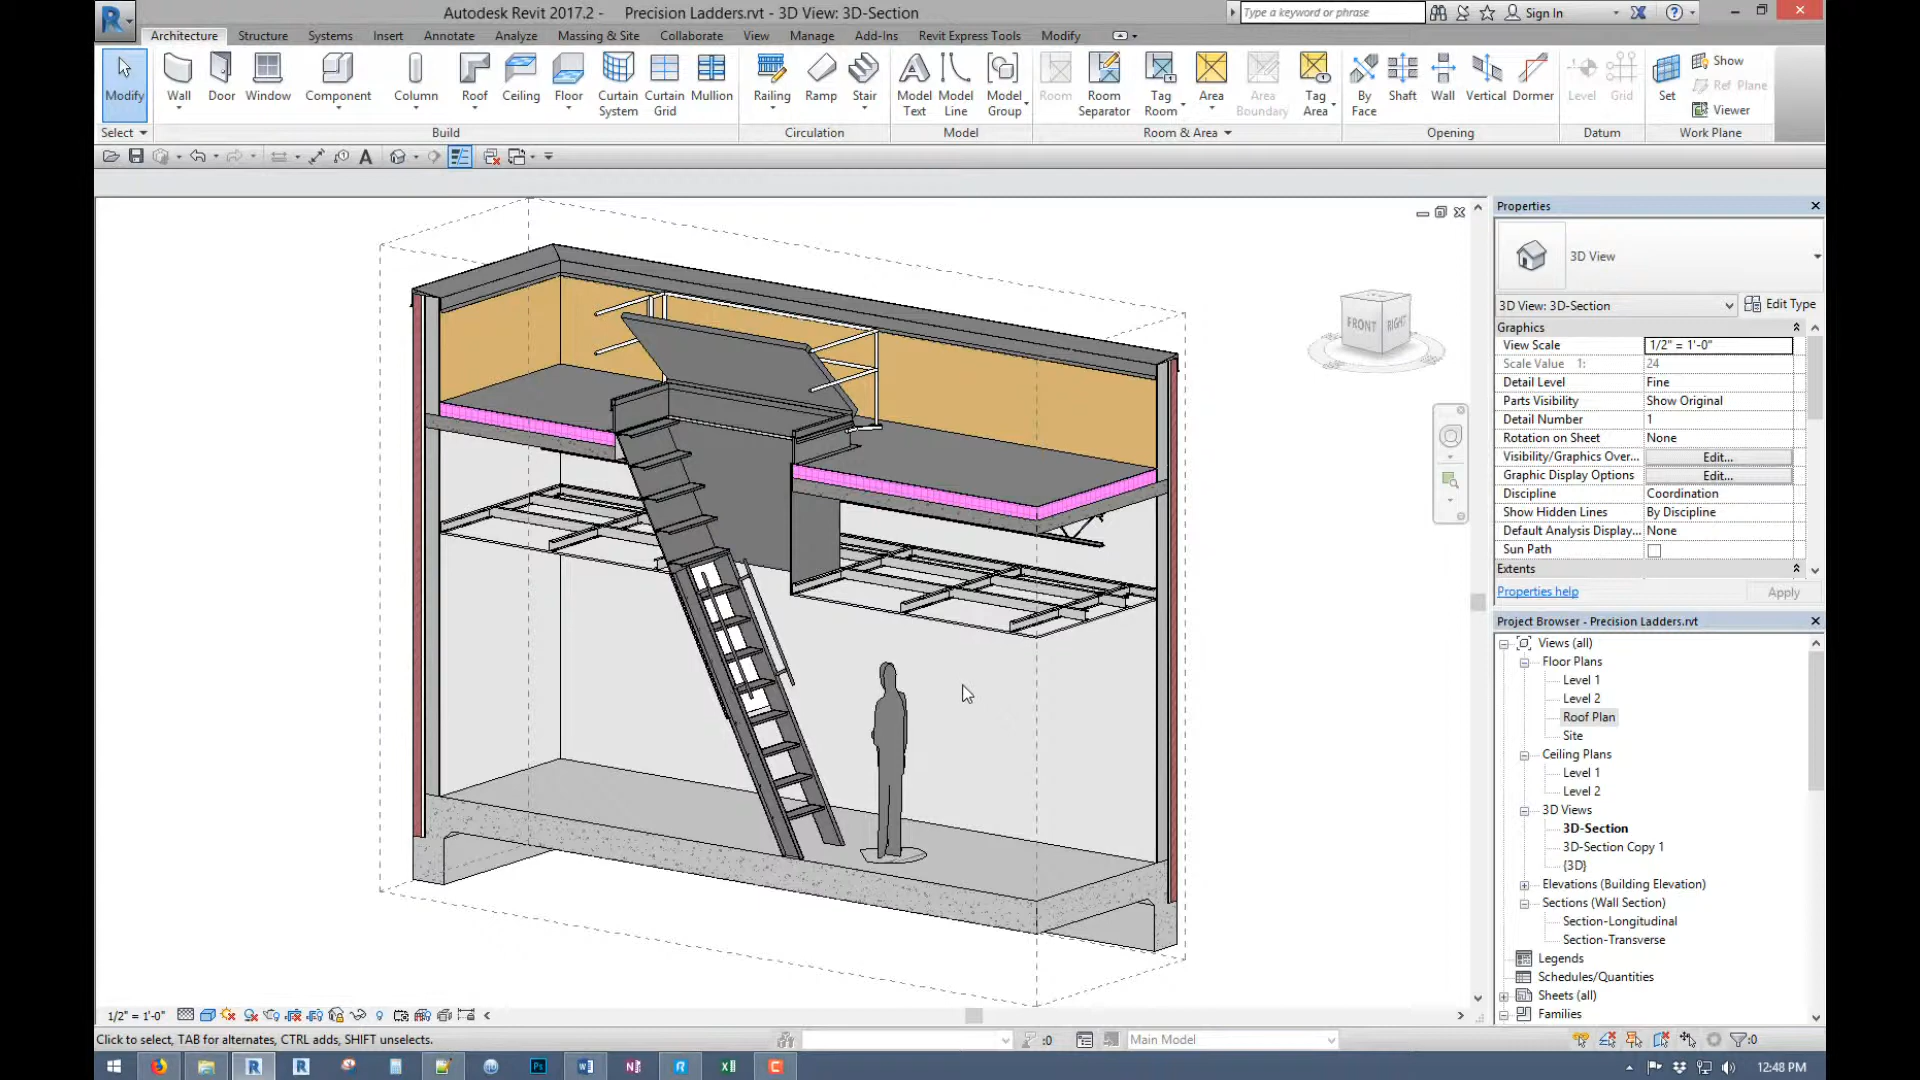 Autodesk Revit 2017.2 - Precision Ladders.rvt - 3D View: 3D-Section
Type a keyword or phrase
Sign In
Architecture Structure Systems Insert Annotate Analyze Massing & Site Collaborate View Manage Add-Ins Revit Express Tools Modify
Modify Wall Door Window Component Column Roof Ceiling Floor Curtain System Curtain Grid Mullion Railing Ramp Stair Model Text Model Line Model Group Room Room Separator Tag Room Area Area Boundary Tag Area By Face Shaft Wall Vertical Dormer Level Grid Set Show Ref Plane Viewer
Select Build Circulation Model Room & Area Opening Datum Work Plane
FRONT RIGHT
Properties
3D View
3D View: 3D-Section Edit Type
Graphics
View Scale 1/2" = 1'-0"
Scale Value 1: 24
Detail Level Fine
Parts Visibility Show Original
Detail Number 1
Rotation on Sheet None
Visibility/Graphics Over... Edit...
Graphic Display Options Edit...
Discipline Coordination
Show Hidden Lines By Discipline
Default Analysis Display... None
Sun Path
Extents
Properties help Apply
Project Browser - Precision Ladders.rvt
Views (all)
Floor Plans
Level 1
Level 2
Roof Plan
Site
Ceiling Plans
Level 1
Level 2
3D Views
3D-Section
3D-Section Copy 1
{3D}
Elevations (Building Elevation)
Sections (Wall Section)
Section-Longitudinal
Section-Transverse
Legends
Schedules/Quantities
Sheets (all)
Families
1/2" = 1'-0"
Click to select, TAB for alternates, CTRL adds, SHIFT unselects.
:0
Main Model
:0
12:48 PM